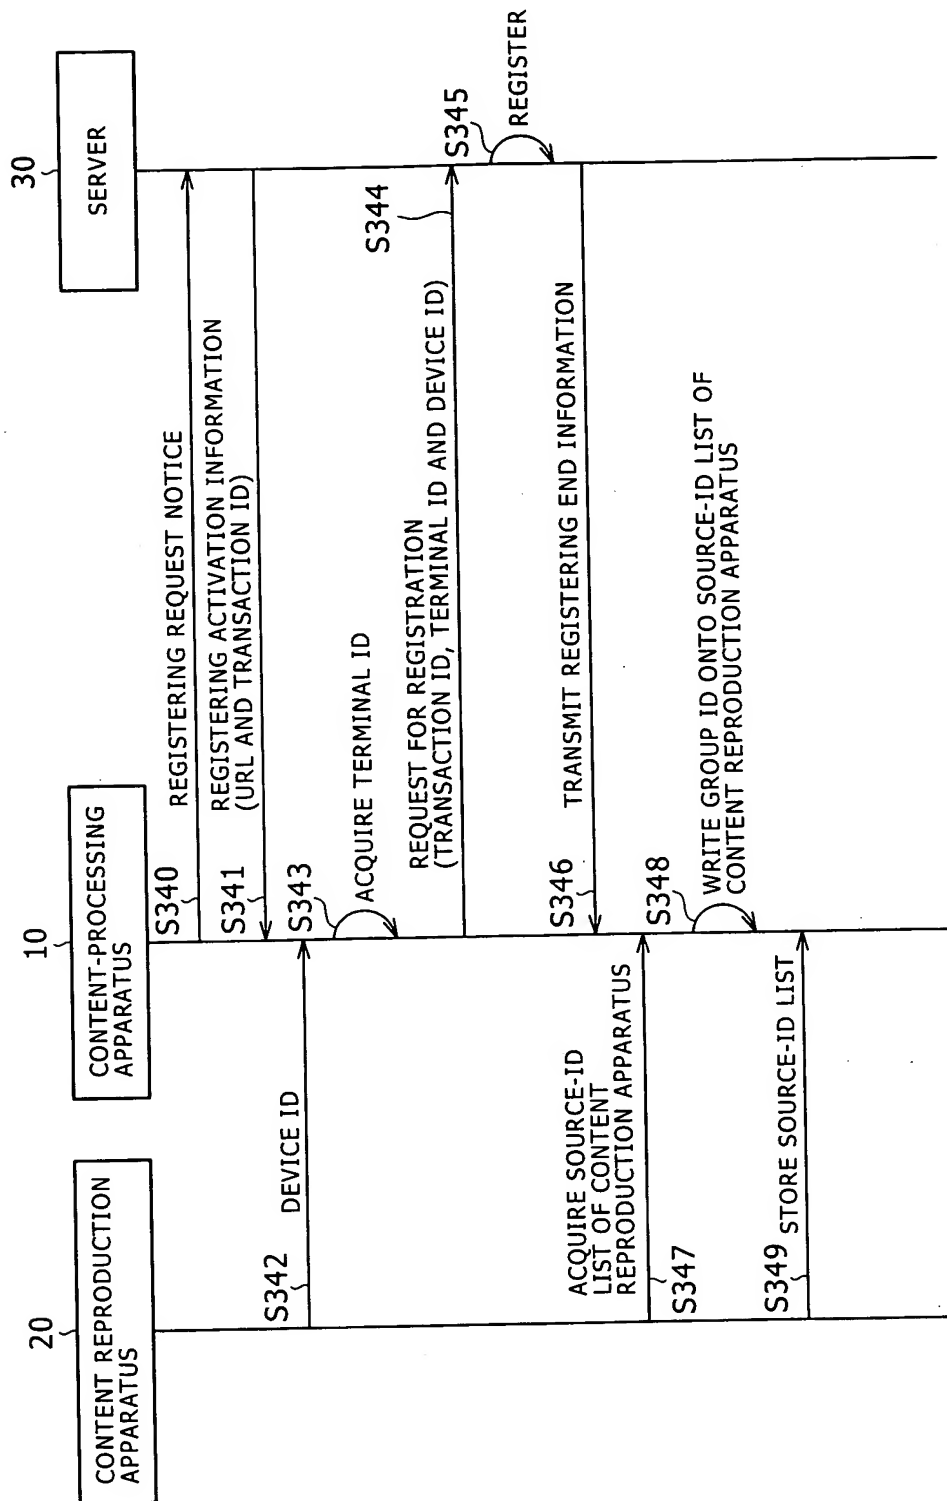 20
CONTENT REPRODUCTION
APPARATUS
10
CONTENT-PROCESSING
APPARATUS
30
SERVER
S340
REGISTERING REQUEST NOTICE
S341
REGISTERING ACTIVATION INFORMATION
(URL AND TRANSACTION ID)
S342
DEVICE ID
S343
ACQUIRE TERMINAL ID
REQUEST FOR REGISTRATION
(TRANSACTION ID, TERMINAL ID AND DEVICE ID)
S344
S345
REGISTER
S346
TRANSMIT REGISTERING END INFORMATION
ACQUIRE SOURCE-ID
LIST OF CONTENT
REPRODUCTION APPARATUS
S347
S348
WRITE GROUP ID ONTO SOURCE-ID LIST OF
CONTENT REPRODUCTION APPARATUS
S349
STORE SOURCE-ID LIST